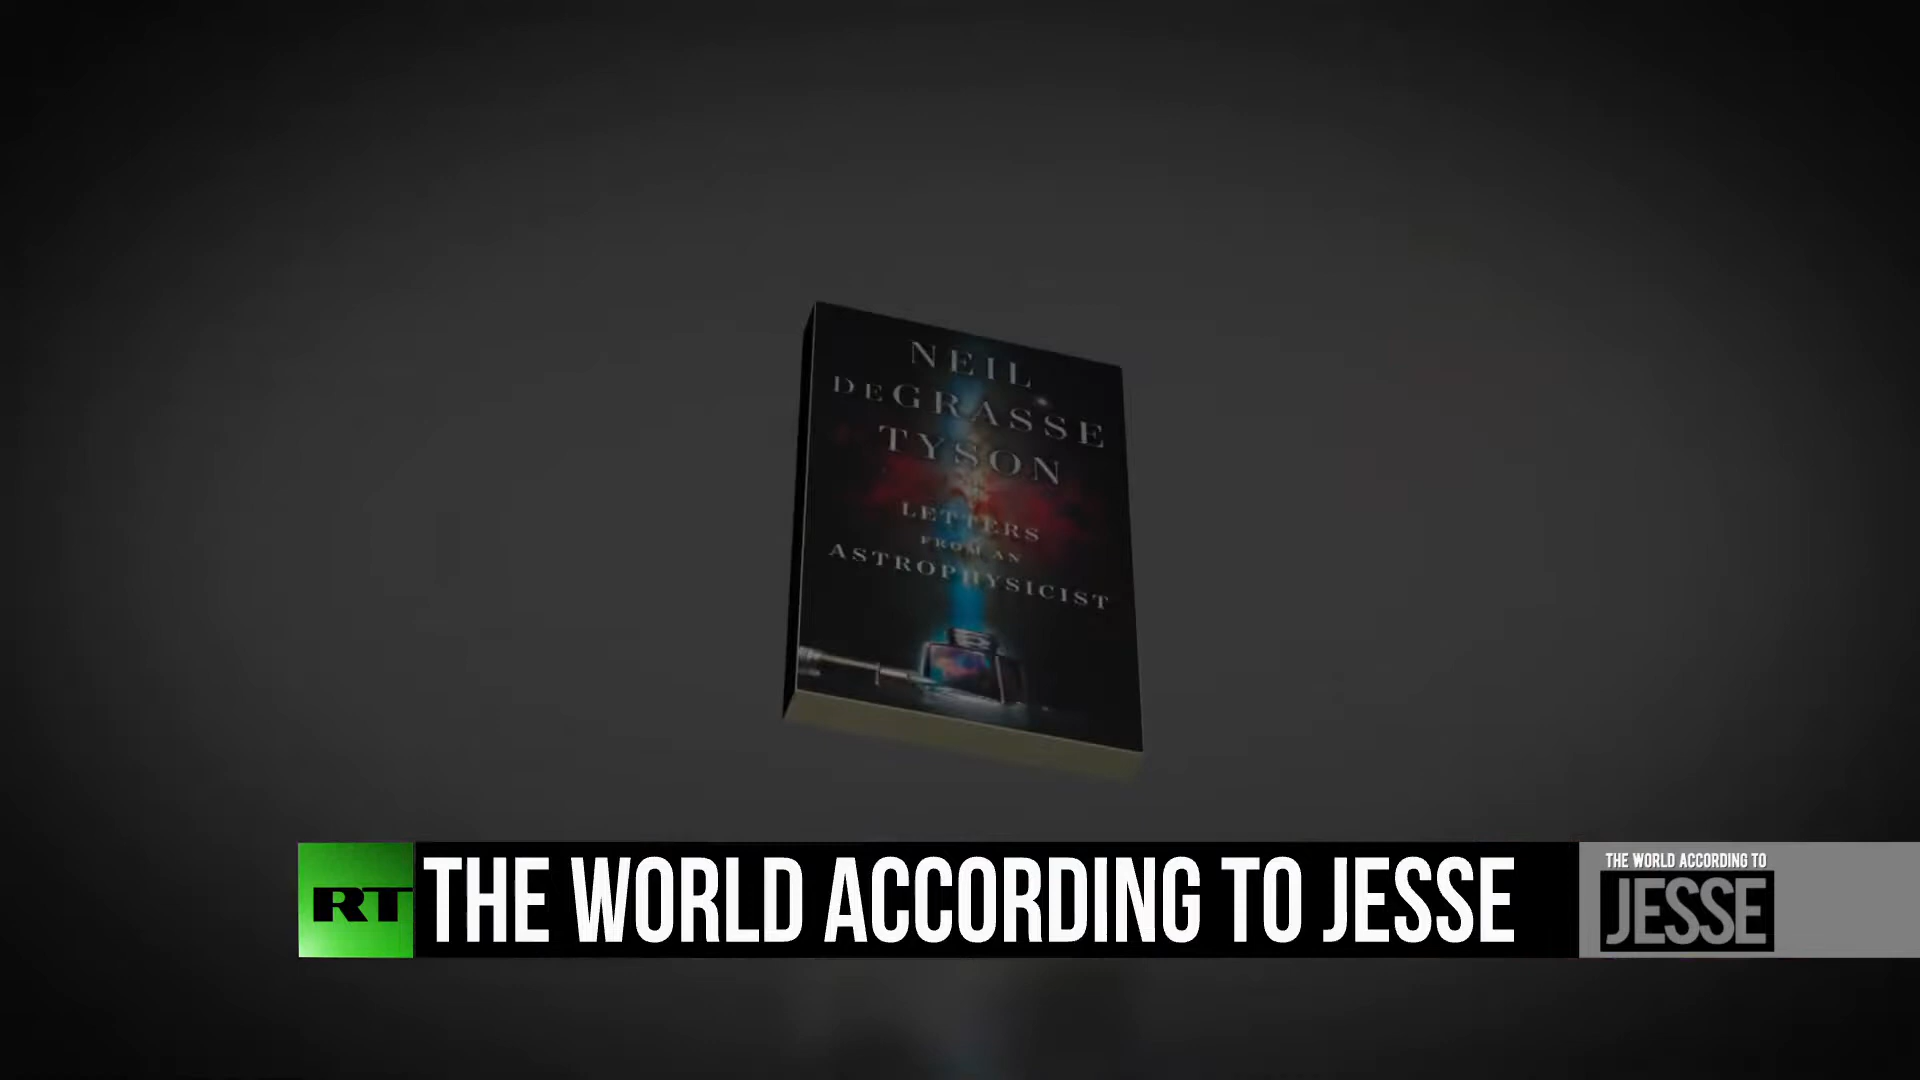 NEIL
DEGRASSE
TYSON
LETTERS
FROM AN
ASTROPHYSICIST
RT
THE WORLD ACCORDING TO JESSE
THE WORLD ACCORDING TO
JESSE